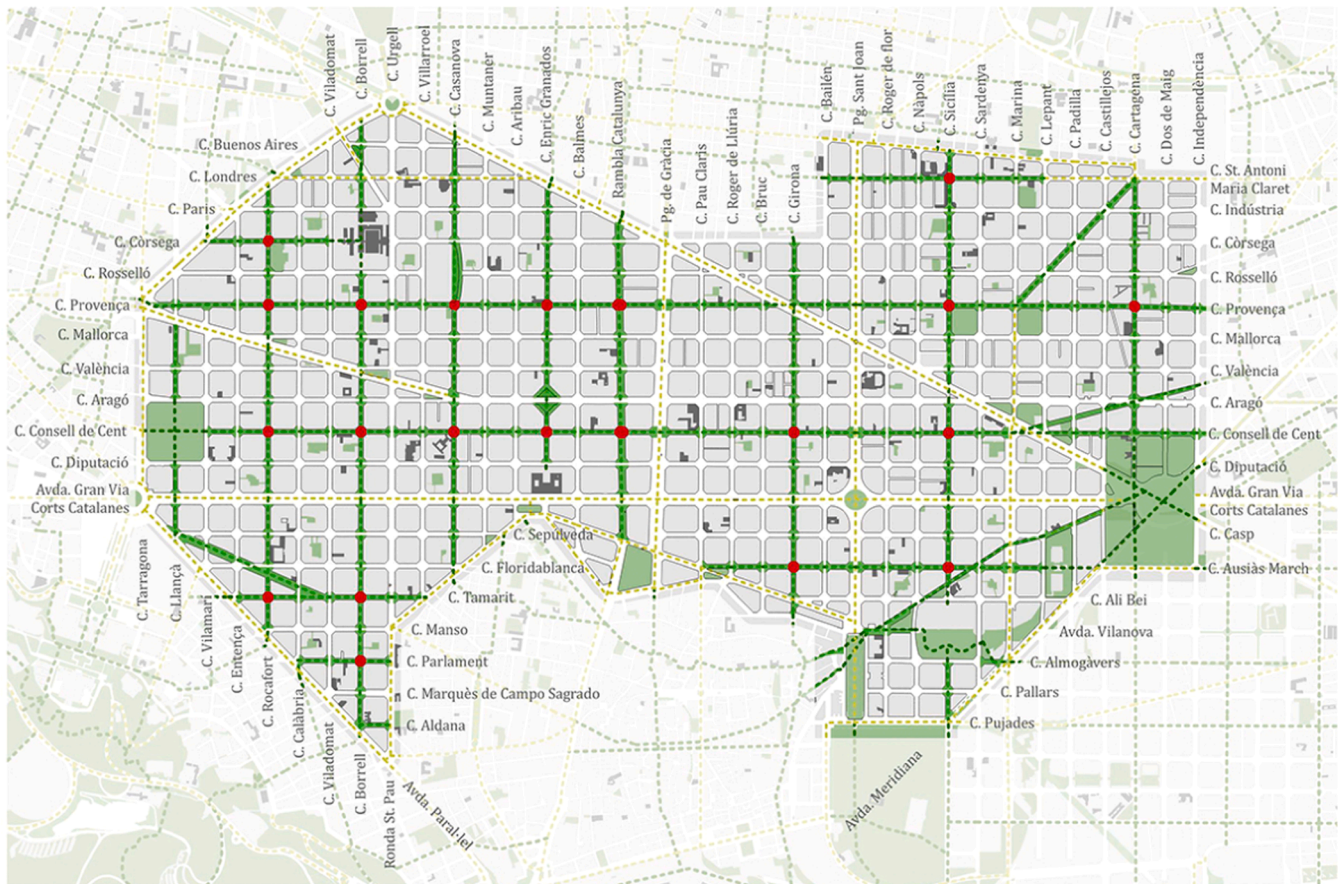 C. Viladomat
C. Borrell
C. Urgell
C. Villarroel
C. Casanova
C. Muntaner
C. Aribau
C. Enric Granados
C. Balmes
Rambla Catalunya
Pg. de Gràcia
C. Pau Claris
C. Roger de Llúria
C. Bruc
C. Girona
C. Bailén
Pg. Sant Joan
C. Roger de flor
C. Nàpols
C. Sicília
C. Sardenya
C. Marina
C. Lepant
C. Padilla
C. Castillejos
C. Cartagena
C. Dos de Maig
C. Independència
C. Buenos Aires
C. Londres
C. Paris
C. Còrsega
C. Rosselló
C. Provença
C. Mallorca
C. València
C. Aragó
C. Consell de Cent
C. Diputació
Avda. Gran Via
Corts Catalanes
C. St. Antoni
Maria Claret
C. Indústria
C. Còrsega
C. Rosselló
C. Provença
C. Mallorca
C. València
C. Aragó
C. Consell de Cent
C. Diputació
Avda. Gran Via
Corts Catalanes
C. Casp
C. Ausiàs March
C. Ali Bei
Avda. Vilanova
C. Almogàvers
C. Pallars
C. Pujades
Avda. Meridiana
C. Sepúlveda
C. Floridablanca
C. Tamarit
C. Manso
C. Parlament
C. Marquès de Campo Sagrado
C. Aldana
C. Tarragona
C. Llançà
C. Vilamarí
C. Entença
C. Rocafort
C. Calàbria
C. Viladomat
C. Borrell
Ronda St. Pau
Avda. Paral·lel